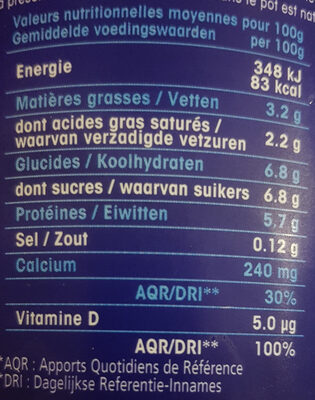 le pot est
Valeurs nutritionnelles moyennes pour 100g
Gemiddelde voedingswaarden per 100g
Energie 348 kJ
83 kcal
Matières grasses / Vetten 3.2 g
dont acides gras saturés /
waarvan verzadigde vetzuren 2.2 g
Glucides / Koolhydraten 6.8 g
dont sucres / waarvan suikers 6.8 g
Protéines / Eiwitten 5,7 g
Sel / Zout 0.12 g
Calcium 240 mg
AQR/DRI** 30%
Vitamine D 5.0 µg
AQR/DRI** 100%
*AQR : Apports Quotidiens de Référence
*DRI : Dagelijkse Referentie-Innames